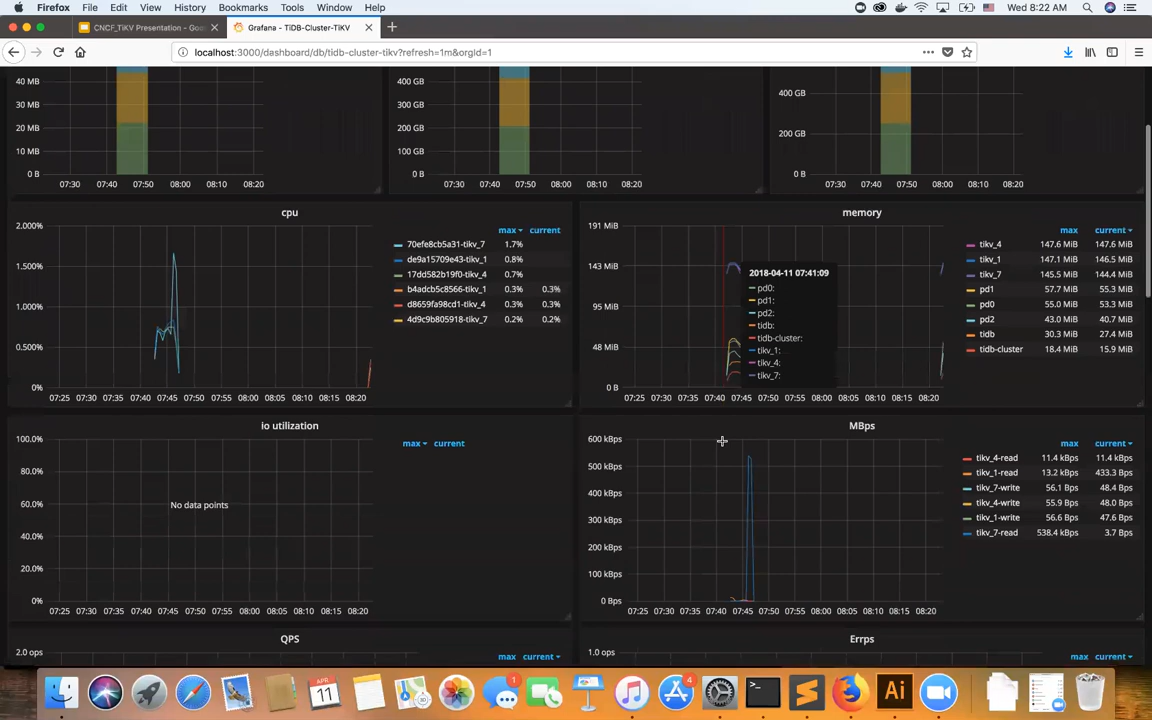 Firefox File Edit View History Bookmarks Tools Window Help Wed 8:22 AM
CNCF_TiKV Presentation - Goo
Grafana - TiDB-Cluster-TiKV
localhost:3000/dashboard/db/tidb-cluster-tikv?refresh=1m&orgId=1
40 MB
30 MB
20 MB
10 MB
0 B
07:30 07:40 07:50 08:00 08:10 08:20
400 GB
300 GB
200 GB
100 GB
0 B
07:30 07:40 07:50 08:00 08:10 08:20
400 GB
200 GB
0 B
07:30 07:40 07:50 08:00 08:10 08:20
cpu
2.000%
1.500%
1.000%
0.500%
0%
07:25 07:30 07:35 07:40 07:45 07:50 07:55 08:00 08:05 08:10 08:15 08:20
max current
70efe8cb5a31-tikv_7 1.7%
de9a15709e43-tikv_1 0.8%
17dd582b19f0-tikv_4 0.7%
b4adcb5c8566-tikv_1 0.3% 0.3%
d8659fa98cd1-tikv_4 0.3% 0.3%
4d9c9b805918-tikv_7 0.2% 0.2%
memory
191 MiB
143 MiB
95 MiB
48 MiB
0 B
07:25 07:30 07:35 07:40 07:45 07:50 07:55 08:00 08:05 08:10 08:15 08:20
2018-04-11 07:41:09
pd0:
pd1:
pd2:
tidb:
tidb-cluster:
tikv_1:
tikv_4:
tikv_7:
max current
tikv_4 147.6 MiB 147.6 MiB
tikv_1 147.1 MiB 146.5 MiB
tikv_7 145.5 MiB 144.4 MiB
pd1 57.7 MiB 55.3 MiB
pd0 55.0 MiB 53.3 MiB
pd2 43.0 MiB 40.7 MiB
tidb 30.3 MiB 27.4 MiB
tidb-cluster 18.4 MiB 15.9 MiB
io utilization
100.0%
80.0%
60.0%
40.0%
20.0%
0%
No data points
07:25 07:30 07:35 07:40 07:45 07:50 07:55 08:00 08:05 08:10 08:15 08:20
max current
MBps
600 kBps
500 kBps
400 kBps
300 kBps
200 kBps
100 kBps
0 Bps
07:25 07:30 07:35 07:40 07:45 07:50 07:55 08:00 08:05 08:10 08:15 08:20
max current
tikv_4-read 11.4 kBps 11.4 kBps
tikv_1-read 13.2 kBps 433.3 Bps
tikv_7-write 56.1 Bps 48.4 Bps
tikv_4-write 55.9 Bps 48.0 Bps
tikv_1-write 56.6 Bps 47.6 Bps
tikv_7-read 538.4 kBps 3.7 Bps
QPS
2.0 ops
max current
Errps
1.0 ops
max current
APR
11
1
4
Ai